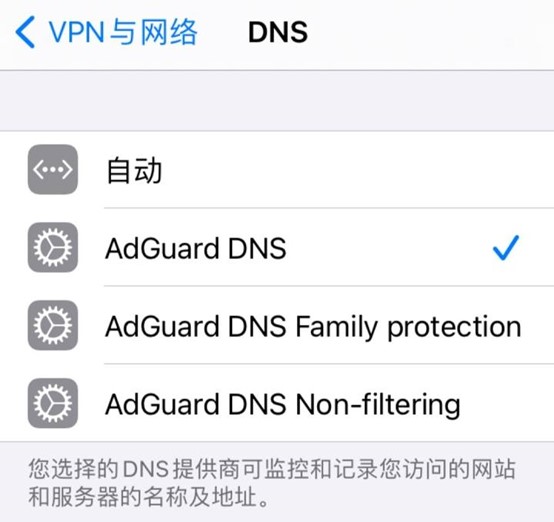 VPN与网络 DNS
自动
AdGuard DNS
AdGuard DNS Family protection
AdGuard DNS Non-filtering
您选择的DNS提供商可监控和记录您访问的网站
和服务器的名称及地址。